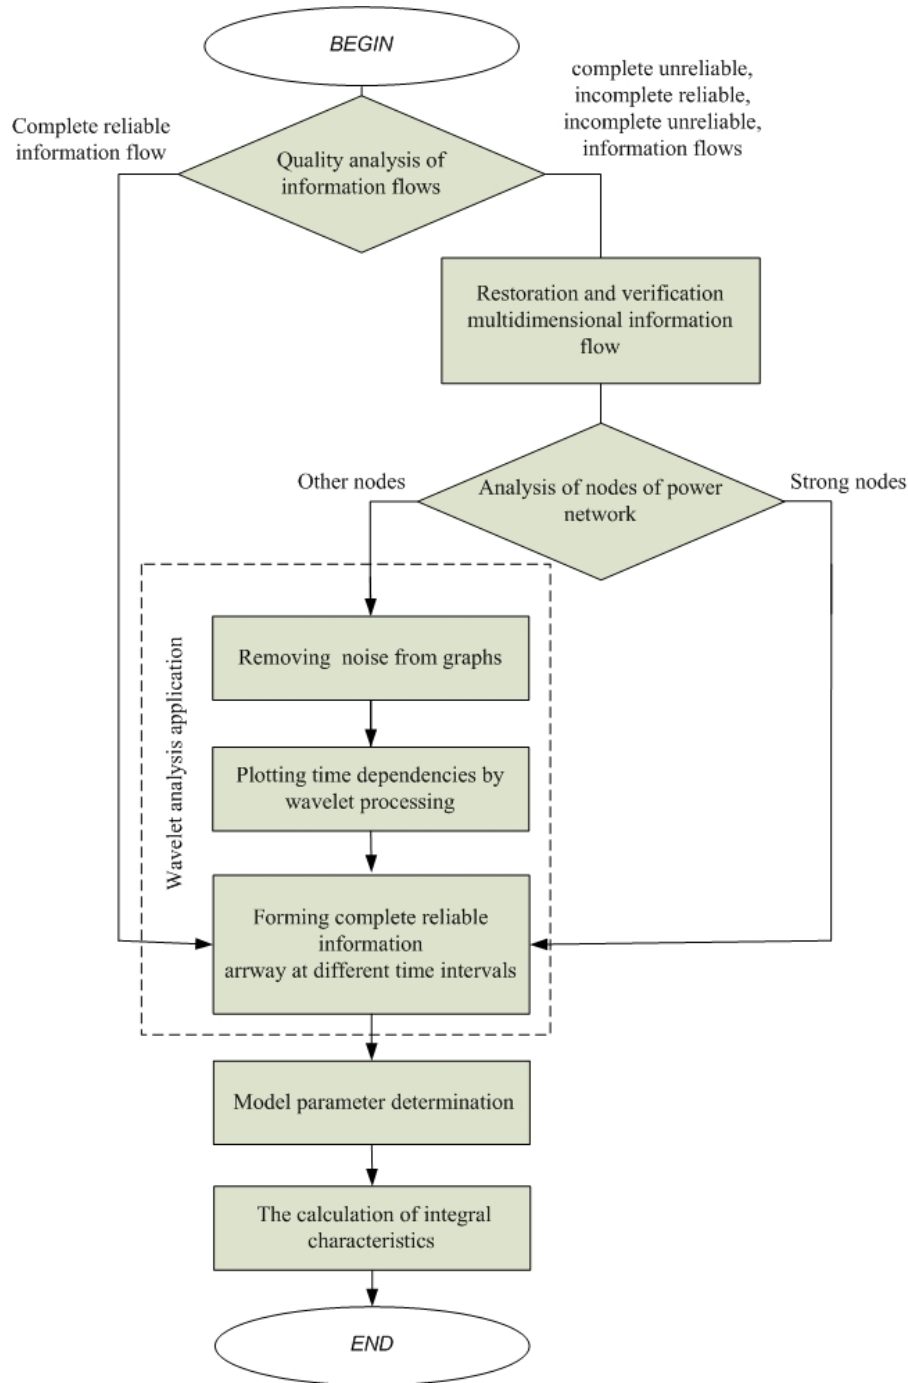 BEGIN
complete unreliable,
incomplete reliable,
incomplete unreliable,
information flows
Complete reliable
information flow
Quality analysis of
information flows
Restoration and verification
multidimensional information
flow
Other nodes
Analysis of nodes of power
network
Strong nodes
Wavelet analysis application
Removing noise from graphs
Plotting time dependencies by
wavelet processing
Forming complete reliable
information
arrway at different time intervals
Model parameter determination
The calculation of integral
characteristics
END